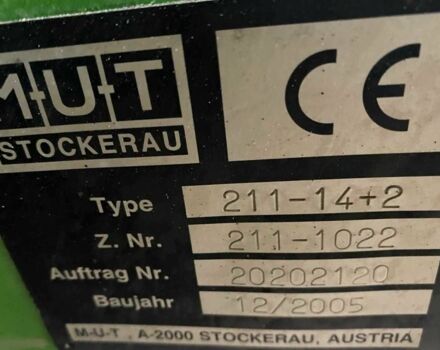 M-U-T
STOCKERAU
CE
Type 211-14+2
Z. Nr. 211-1022
Auftrag Nr. 20202120
Baujahr 12/2005
M-U-T, A-2000 STOCKERAU, AUSTRIA